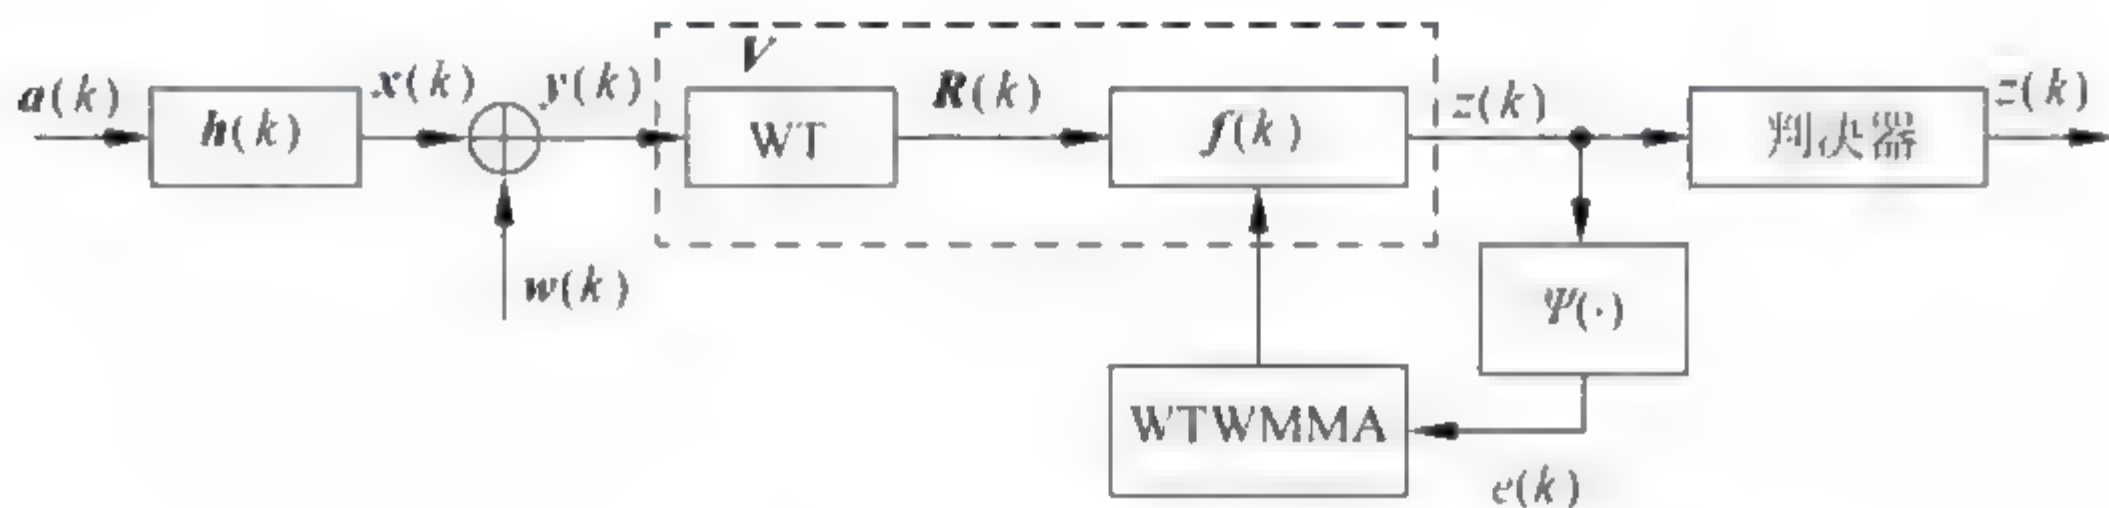 a(k)
h(k)
x(k)
y(k)
w(k)
V
WT
R(k)
f(k)
z(k)
判决器
z(k)
Ψ(·)
WTWMMA
e(k)